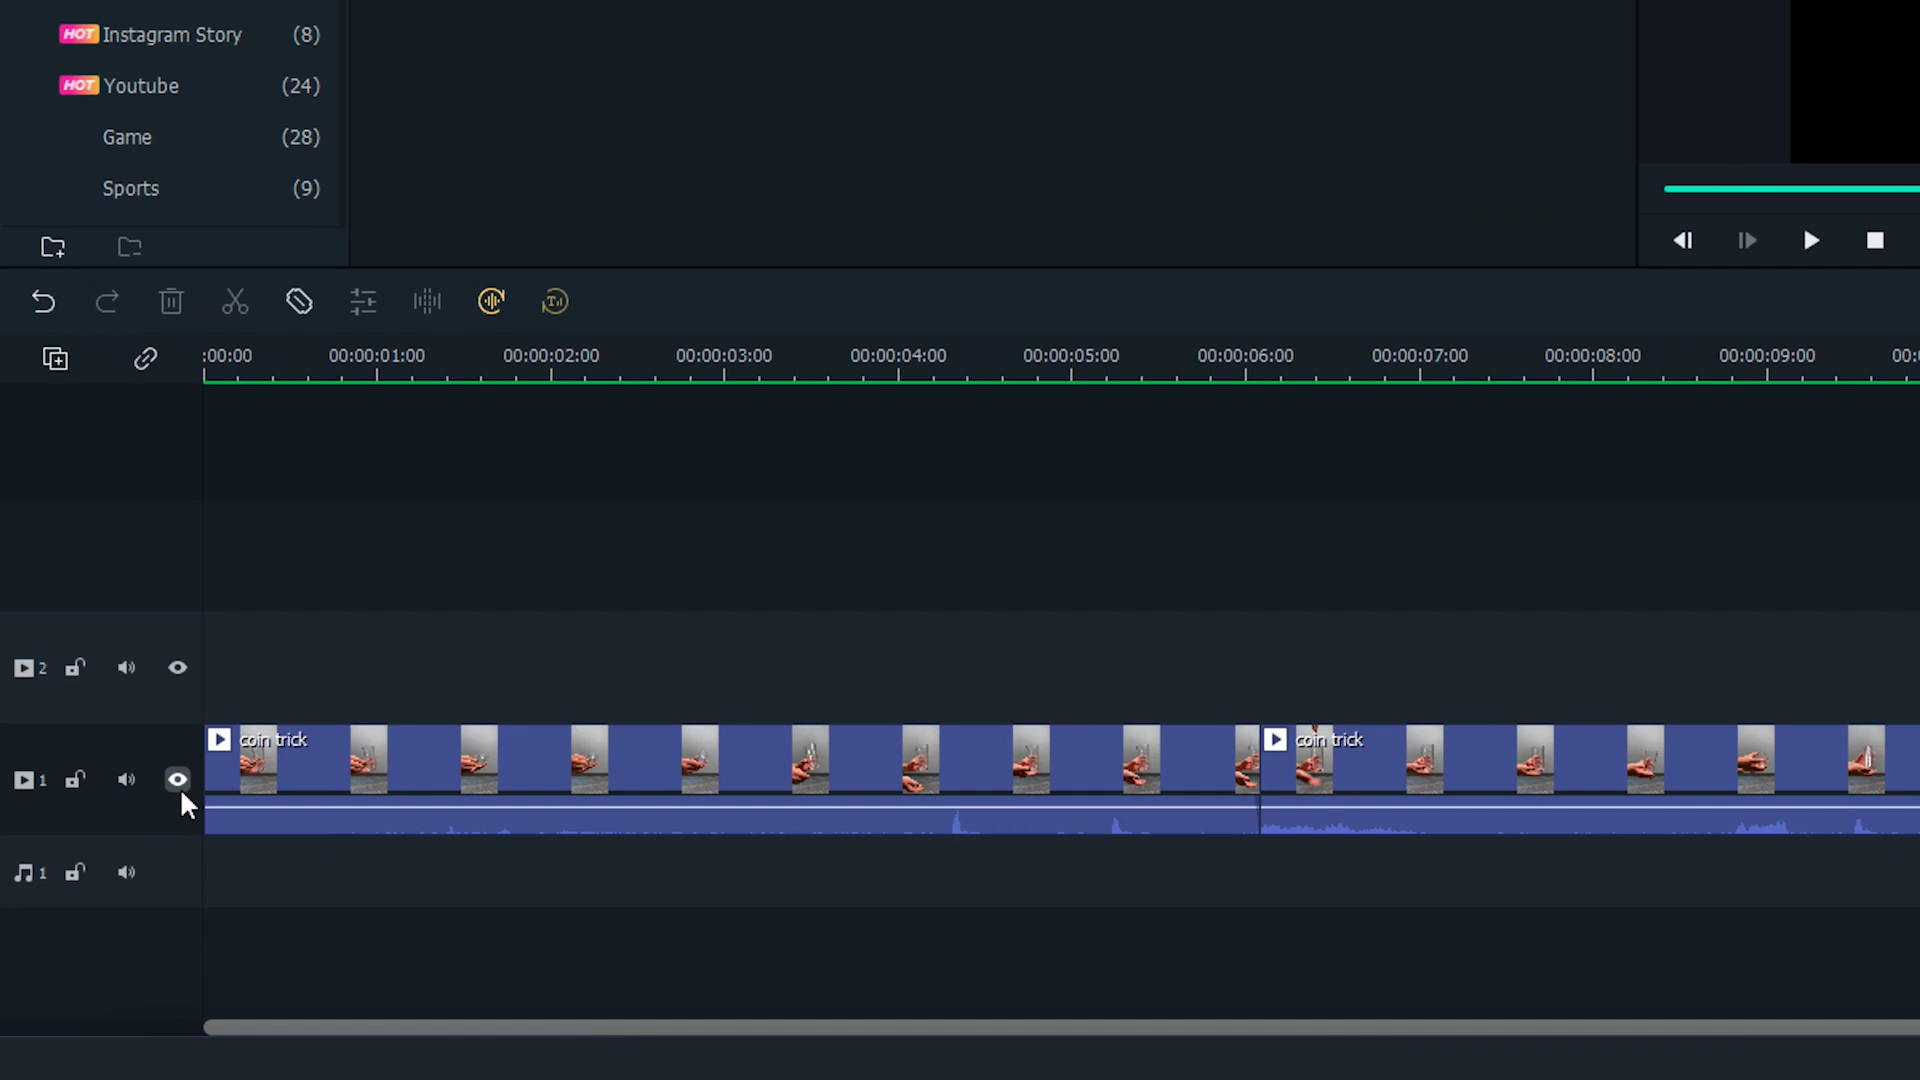 HOT Instagram Story (8)
HOT Youtube (24)
Game (28)
Sports (9)
:00:00 00:00:01:00 00:00:02:00 00:00:03:00 00:00:04:00 00:00:05:00 00:00:06:00 00:00:07:00 00:00:08:00 00:00:09:00 00:
2
coin trick coin trick
1
1